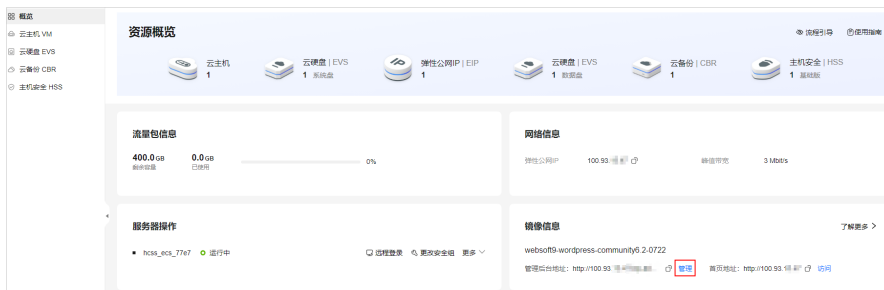 概览
云主机 VM
云硬盘 EVS
云备份 CBR
主机安全 HSS
资源概览
流程引导 使用指南
云主机
1
云硬盘 | EVS
1 系统盘
弹性公网IP | EIP
1
云硬盘 | EVS
1 数据盘
云备份 | CBR
1
主机安全 | HSS
1 基础版
流量包信息
400.0 GB 0.0 GB 0%
剩余容量 已使用
网络信息
弹性公网IP 100.93. 峰值带宽 3 Mbit/s
服务器操作
hcss_ecs_77e7 运行中 远程登录 更改安全组 更多
镜像信息 了解更多
websoft9-wordpress-community6.2-0722
管理后台地址: http://100.93. 管理 首页地址: http://100.93. 访问